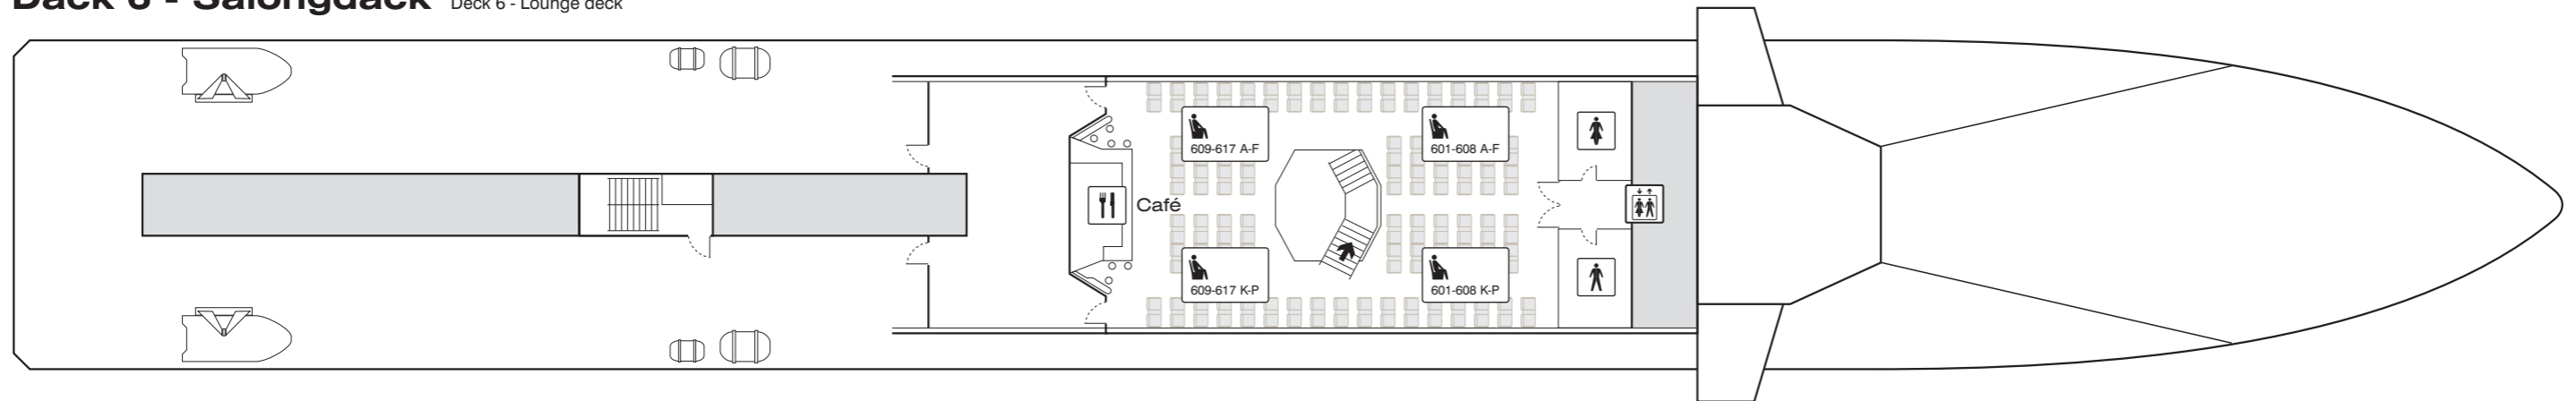 Däck 6 - Salongdäck Deck 6 - Lounge deck
609-617 A-F
601-608 A-F
Café
609-617 K-P
601-608 K-P